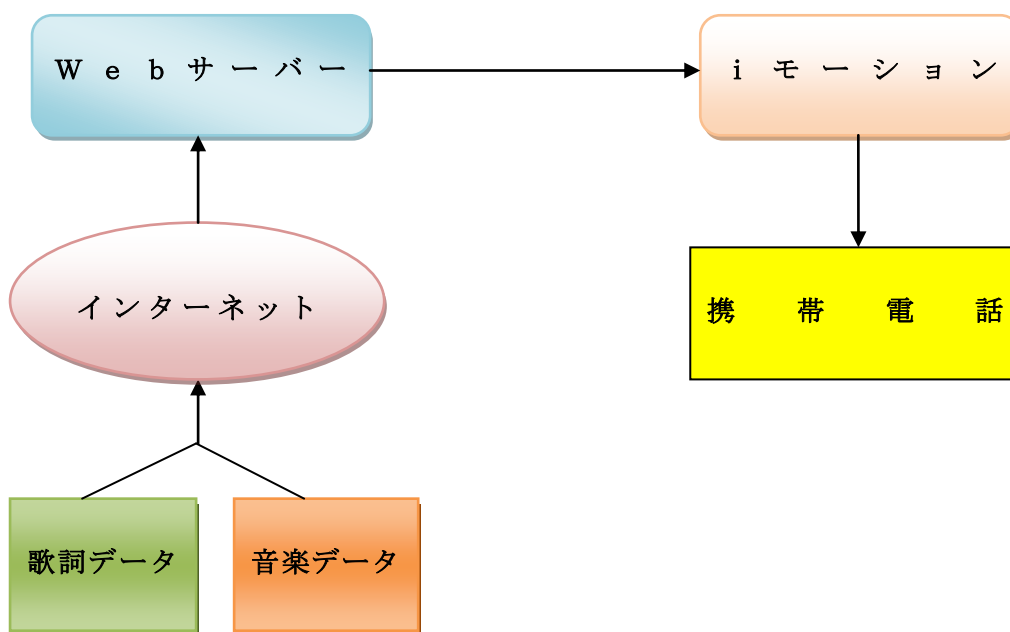 Ｗｅｂサーバー
ｉモーション
インターネット
携帯電話
歌詞データ
音楽データ